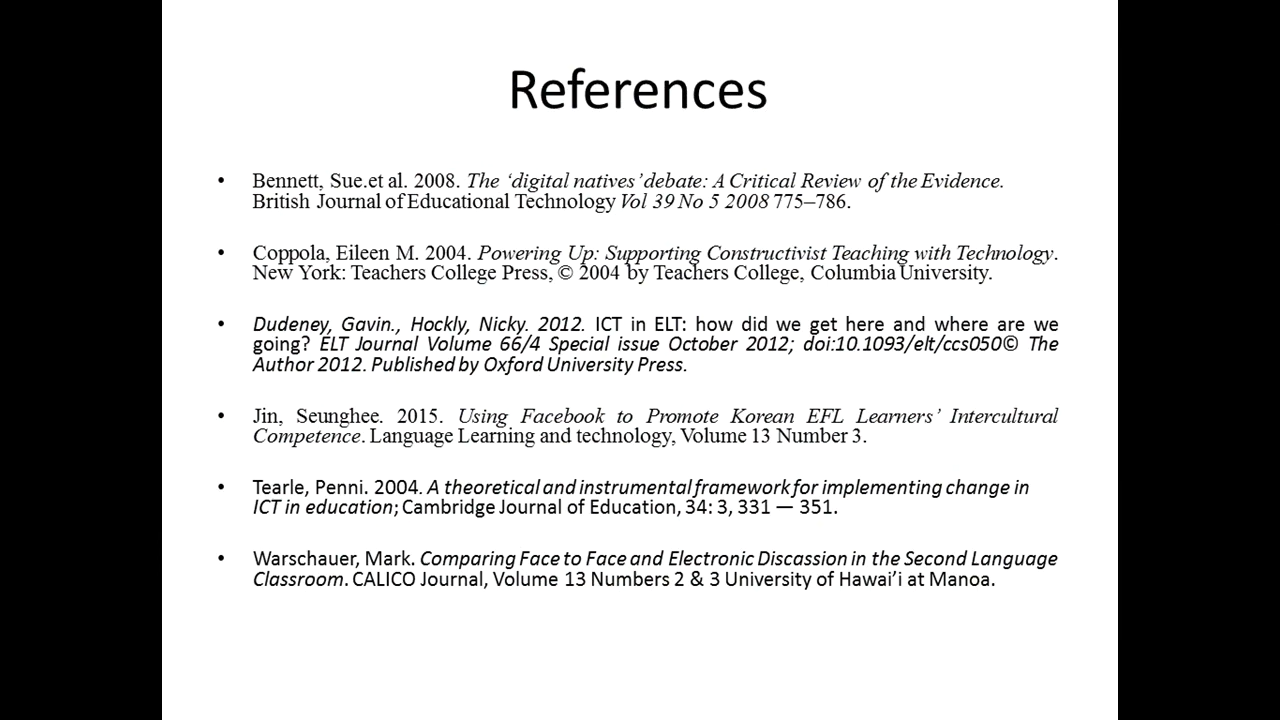 References
• Bennett, Sue.et al. 2008. The ‘digital natives’ debate: A Critical Review of the Evidence.
British Journal of Educational Technology Vol 39 No 5 2008 775–786.
• Coppola, Eileen M. 2004. Powering Up: Supporting Constructivist Teaching with Technology.
New York: Teachers College Press, © 2004 by Teachers College, Columbia University.
• Dudeney, Gavin., Hockly, Nicky. 2012. ICT in ELT: how did we get here and where are we
going? ELT Journal Volume 66/4 Special issue October 2012; doi:10.1093/elt/ccs050© The
Author 2012. Published by Oxford University Press.
• Jin, Seunghee. 2015. Using Facebook to Promote Korean EFL Learners’ Intercultural
Competence. Language Learning and technology, Volume 13 Number 3.
• Tearle, Penni. 2004. A theoretical and instrumental framework for implementing change in
ICT in education; Cambridge Journal of Education, 34: 3, 331 — 351.
• Warschauer, Mark. Comparing Face to Face and Electronic Discassion in the Second Language
Classroom. CALICO Journal, Volume 13 Numbers 2 & 3 University of Hawai’i at Manoa.